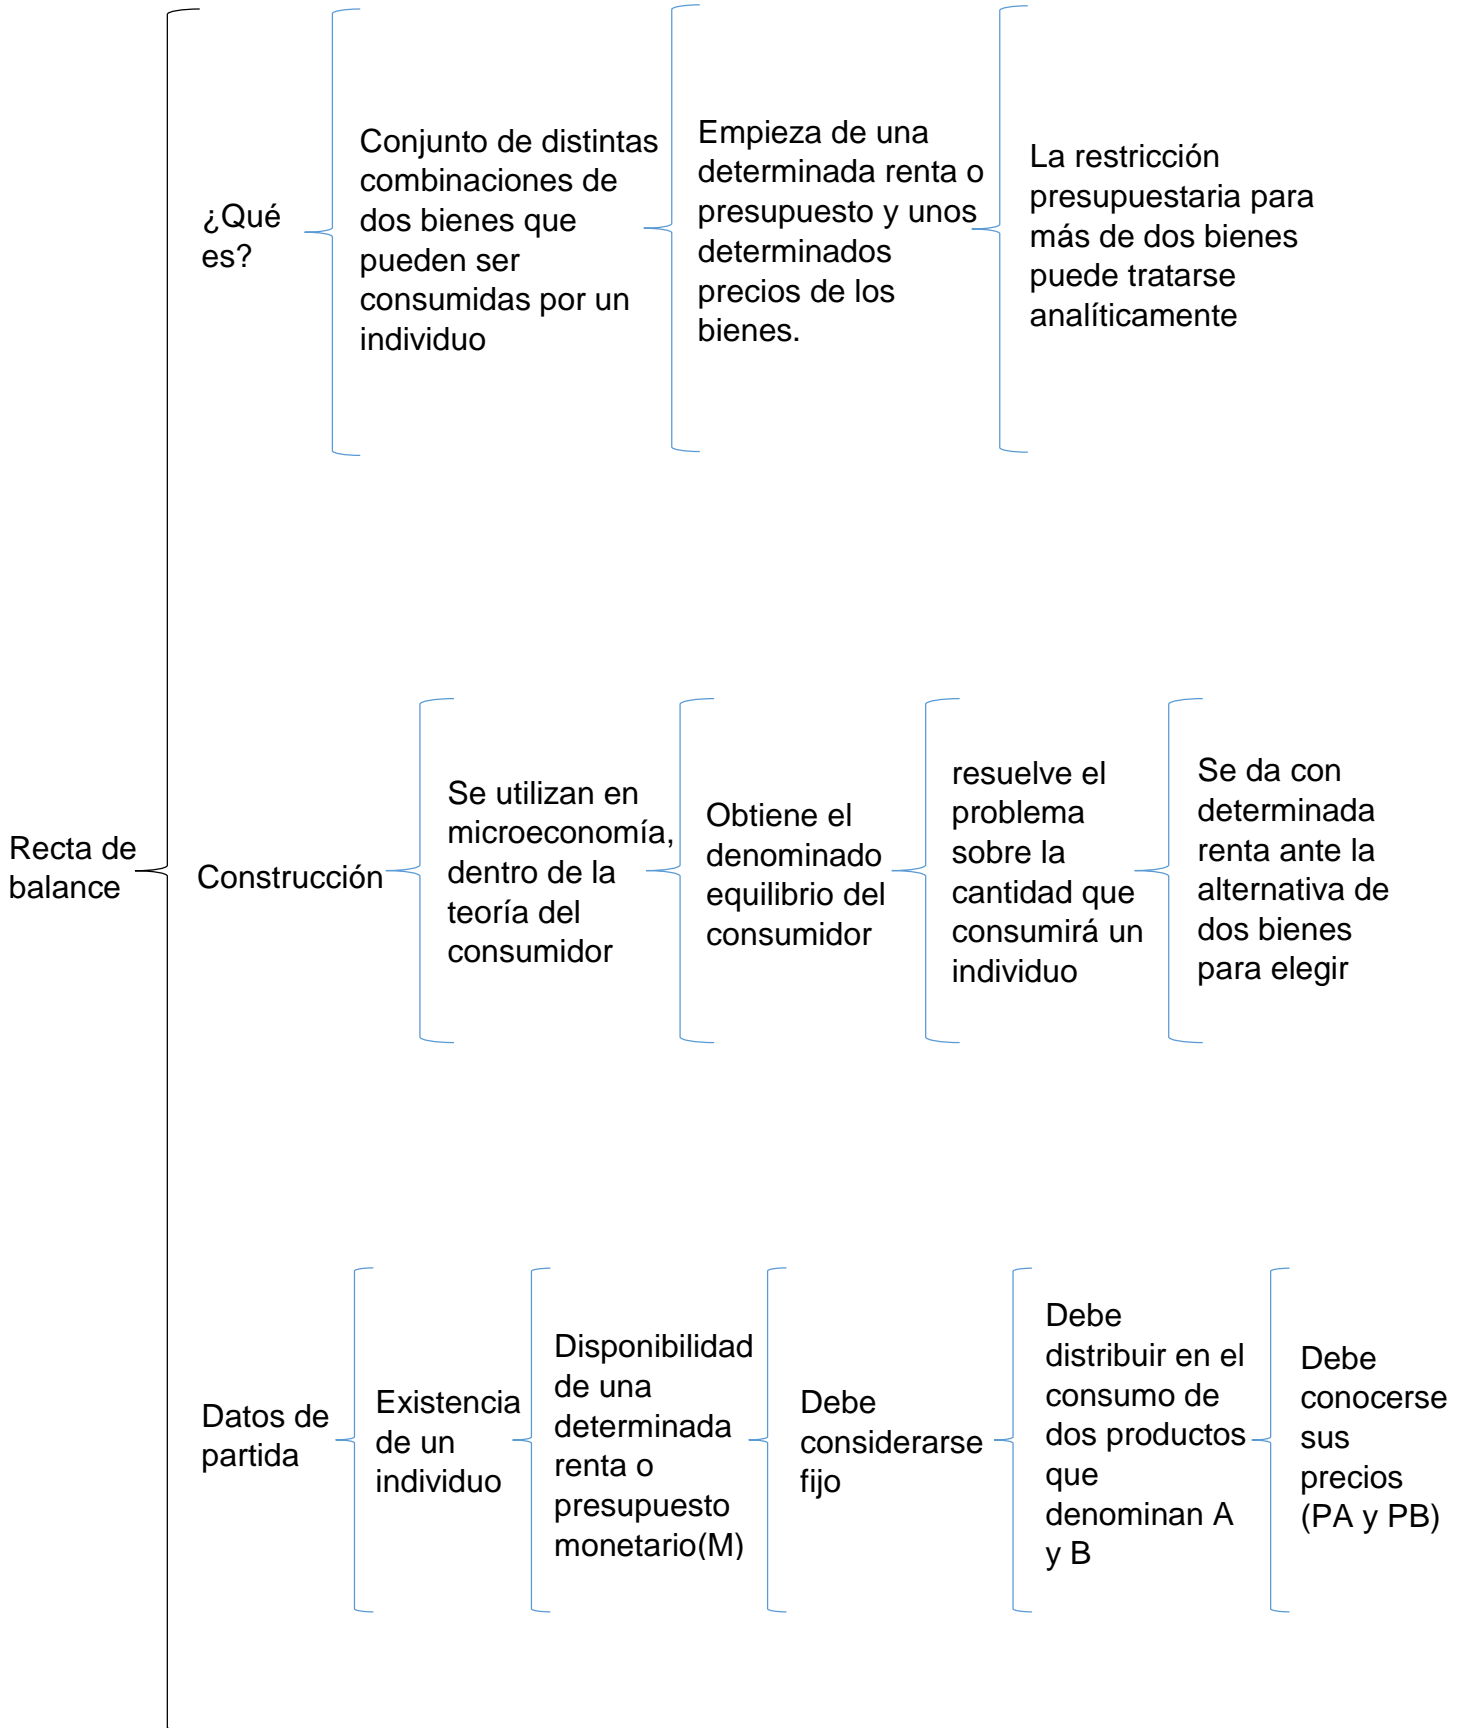 ¿Qué
es?
Conjunto de distintas
combinaciones de
dos bienes que
pueden ser
consumidas por un
individuo
Empieza de una
determinada renta o
presupuesto y unos
determinados
precios de los
bienes.
La restricción
presupuestaria para
más de dos bienes
puede tratarse
analíticamente
Recta de
balance
Construcción
Se utilizan en
microeconomía,
dentro de la
teoría del
consumidor
Obtiene el
denominado
equilibrio del
consumidor
resuelve el
problema
sobre la
cantidad que
consumirá un
individuo
Se da con
determinada
renta ante la
alternativa de
dos bienes
para elegir
Datos de
partida
Existencia
de un
individuo
Disponibilidad
de una
determinada
renta o
presupuesto
monetario(M)
Debe
considerarse
fijo
Debe
distribuir en el
consumo de
dos productos
que
denominan A
y B
Debe
conocerse
sus
precios
(PA y PB)